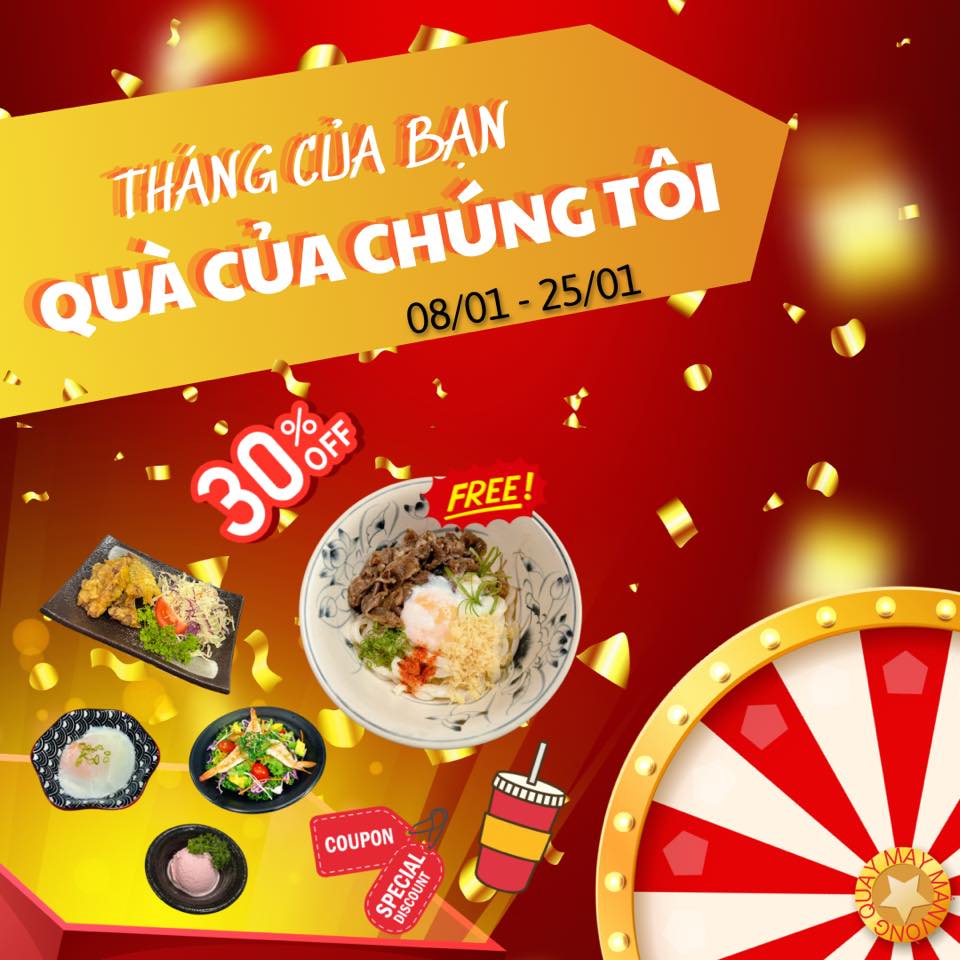 THÁNG CỦA BẠN
QUÀ CỦA CHÚNG TÔI
08/01 - 25/01
30% OFF
FREE!
COUPON
SPECIAL
DISCOUNT
VÒNG QUAY MAY MẮN